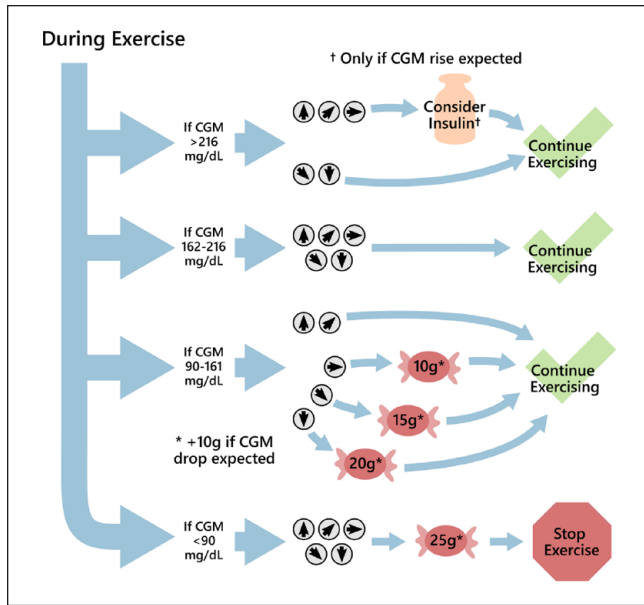 During Exercise
† Only if CGM rise expected
If CGM
>216
mg/dL
Consider
Insulin†
Continue
Exercising
If CGM
162-216
mg/dL
Continue
Exercising
If CGM
90-161
mg/dL
10g*
15g*
20g*
Continue
Exercising
* +10g if CGM
drop expected
If CGM
<90
mg/dL
25g*
Stop
Exercise